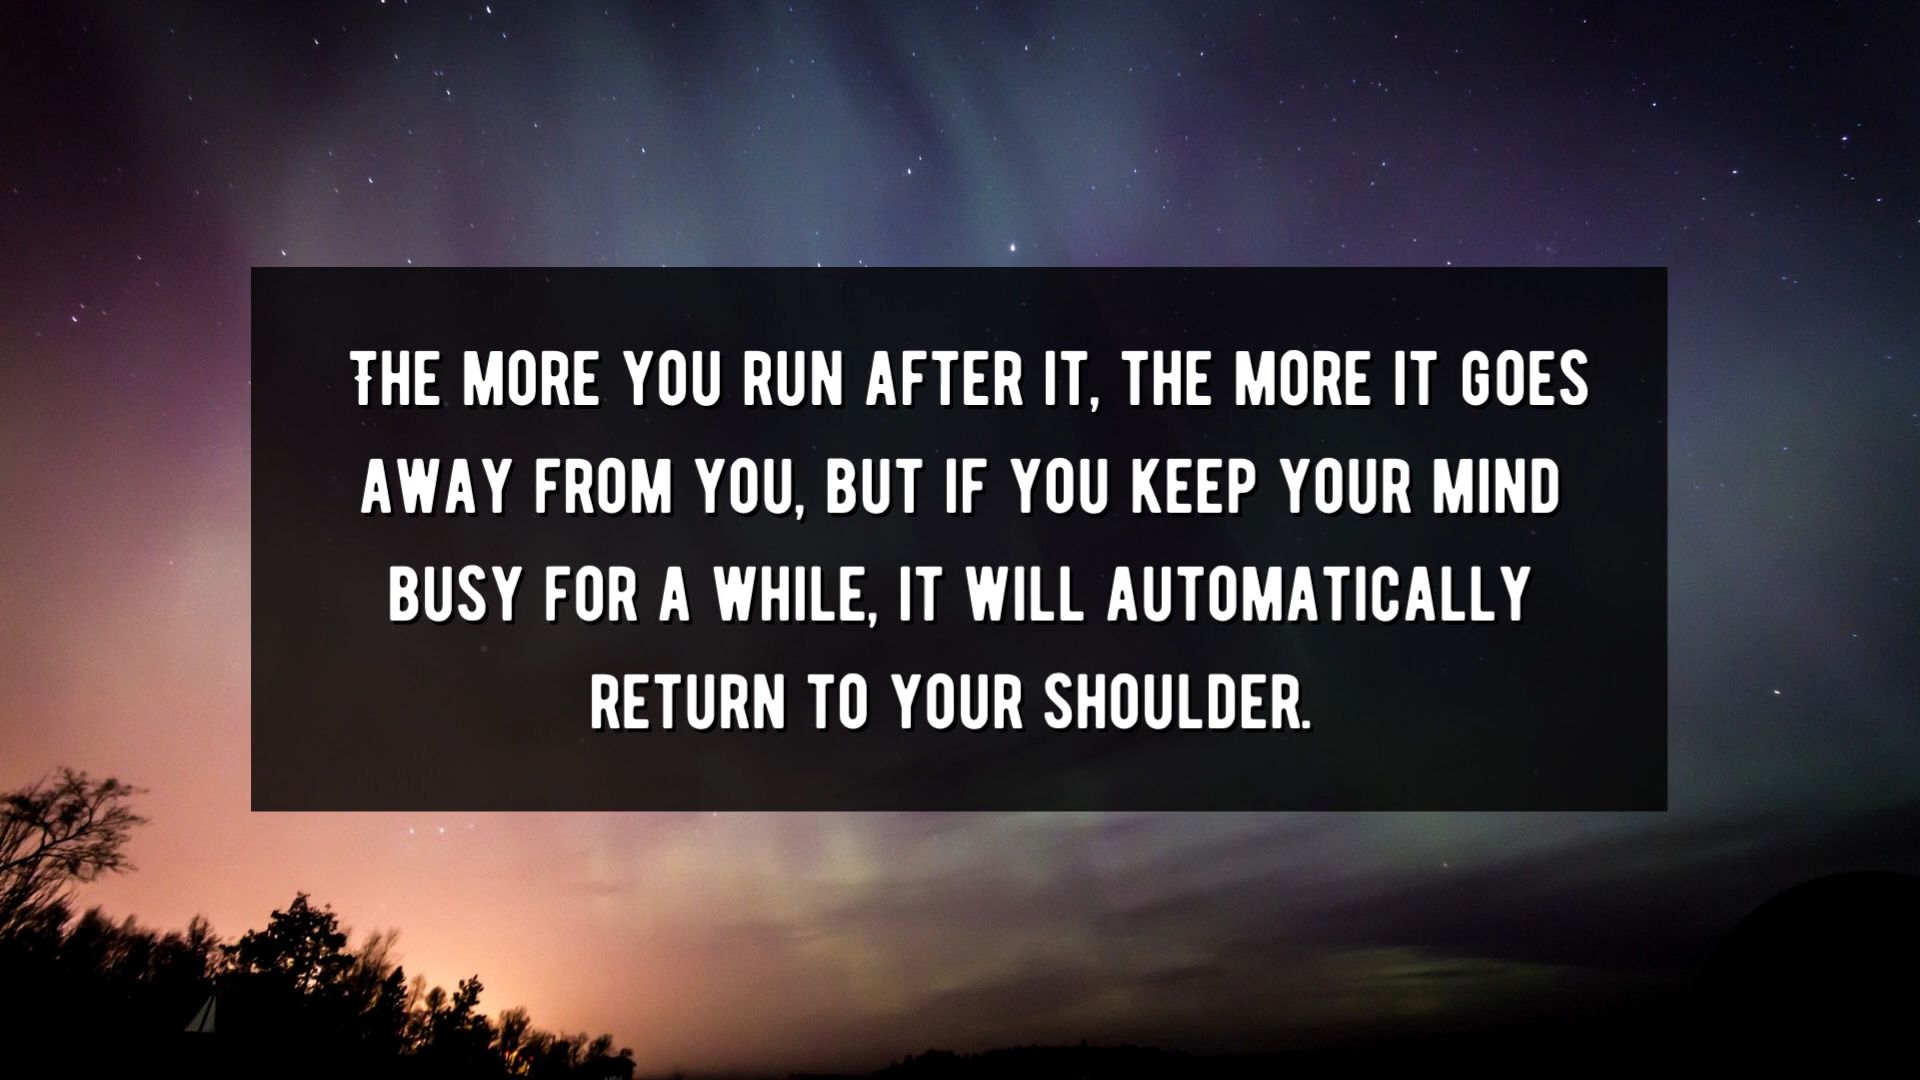 THE MORE YOU RUN AFTER IT, THE MORE IT GOES
AWAY FROM YOU, BUT IF YOU KEEP YOUR MIND
BUSY FOR A WHILE, IT WILL AUTOMATICALLY
RETURN TO YOUR SHOULDER.